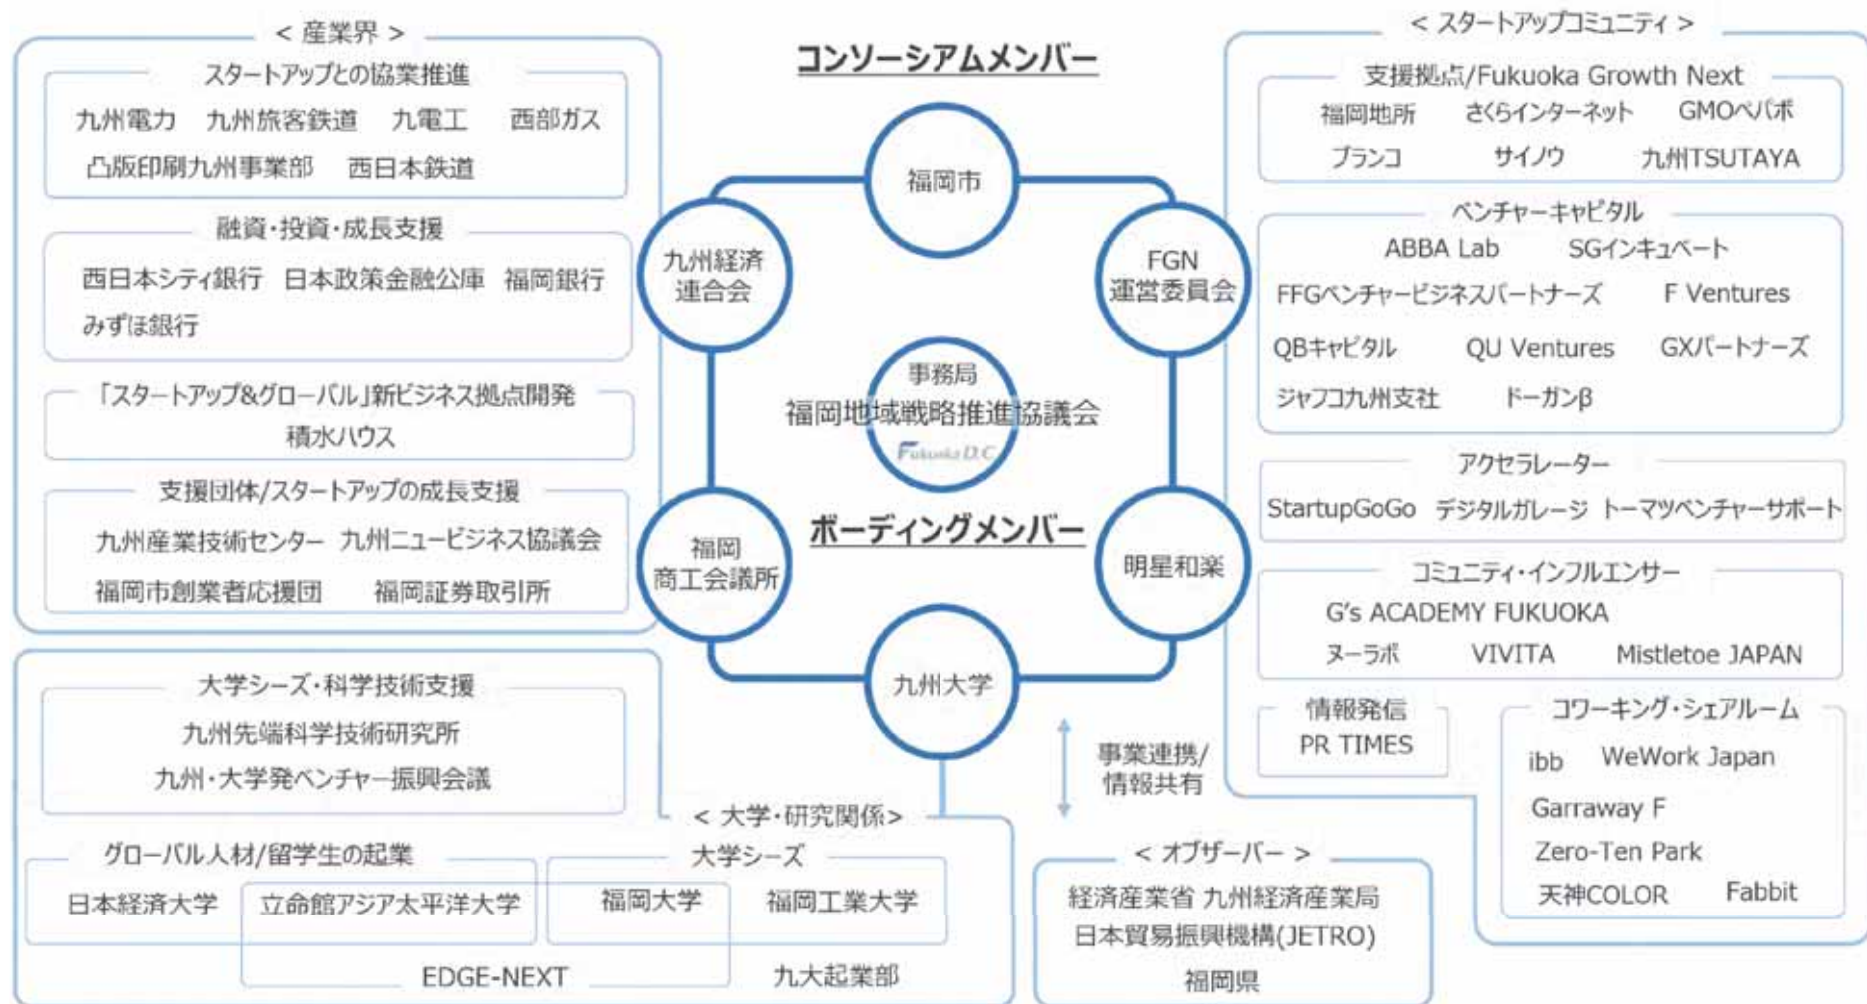 < 産業界 >
スタートアップとの協業推進
九州電力 九州旅客鉄道 九電工 西部ガス
凸版印刷九州事業部 西日本鉄道
融資・投資・成長支援
西日本シティ銀行 日本政策金融公庫 福岡銀行
みずほ銀行
「スタートアップ&グローバル」新ビジネス拠点開発
積水ハウス
支援団体/スタートアップの成長支援
九州産業技術センター 九州ニュービジネス協議会
福岡市創業者応援団 福岡証券取引所
コンソーシアムメンバー
福岡市
九州経済
連合会
FGN
運営委員会
事務局
福岡地域戦略推進協議会
Fukuoka D.C
ボーディングメンバー
福岡
商工会議所
明星和楽
九州大学
事業連携/
情報共有
< スタートアップコミュニティ >
支援拠点/Fukuoka Growth Next
福岡地所 さくらインターネット GMOペパボ
ブランコ サイノウ 九州TSUTAYA
ベンチャーキャピタル
ABBA Lab SGインキュベート
FFGベンチャービジネスパートナーズ F Ventures
QBキャピタル QU Ventures GXパートナーズ
ジャフコ九州支社 ドーガンβ
アクセラレーター
StartupGoGo デジタルガレージ トーマツベンチャーサポート
コミュニティ・インフルエンサー
G's ACADEMY FUKUOKA
ヌーラボ VIVITA Mistletoe JAPAN
情報発信
PR TIMES
コワーキング・シェアルーム
ibb WeWork Japan
Garraway F
Zero-Ten Park
天神COLOR Fabbit
大学シーズ・科学技術支援
九州先端科学技術研究所
九州・大学発ベンチャー振興会議
< 大学・研究関係>
グローバル人材/留学生の起業
日本経済大学 立命館アジア太平洋大学
大学シーズ
福岡大学 福岡工業大学
EDGE-NEXT 九大起業部
< オブザーバー >
経済産業省 九州経済産業局
日本貿易振興機構(JETRO)
福岡県